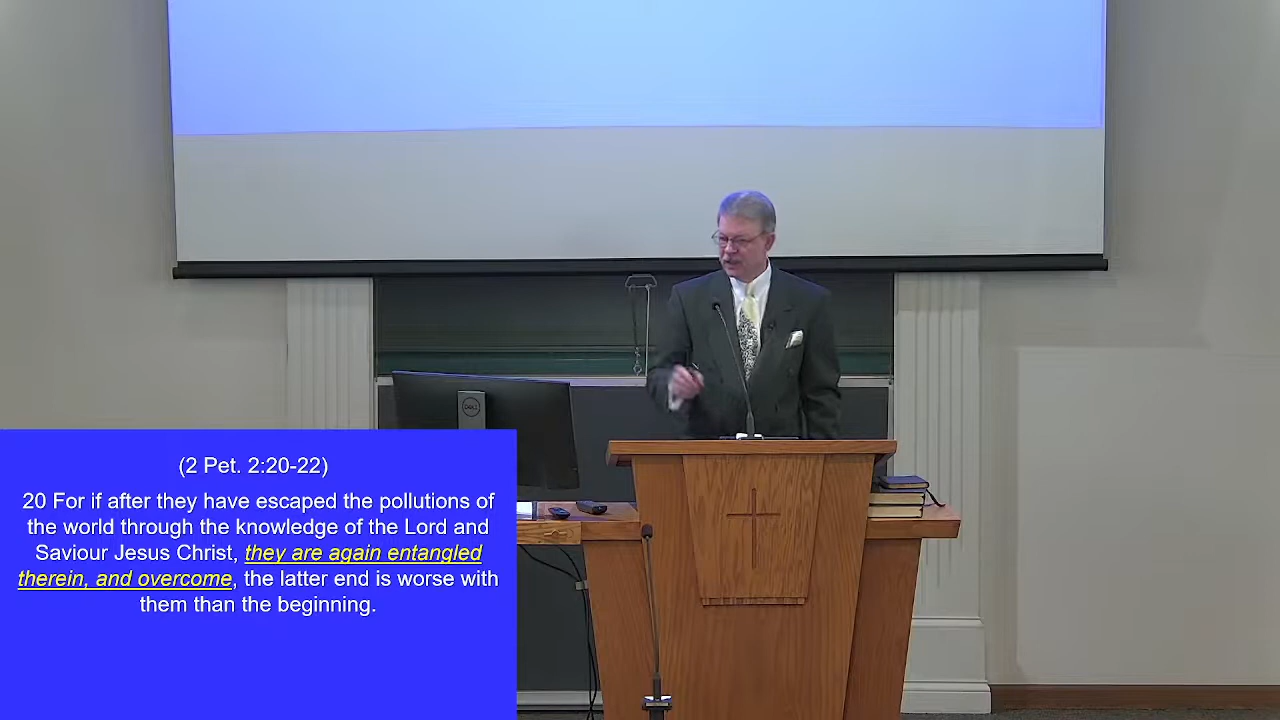 DELL
(2 Pet. 2:20-22)
20 For if after they have escaped the pollutions of
the world through the knowledge of the Lord and
Saviour Jesus Christ, they are again entangled
therein, and overcome, the latter end is worse with
them than the beginning.